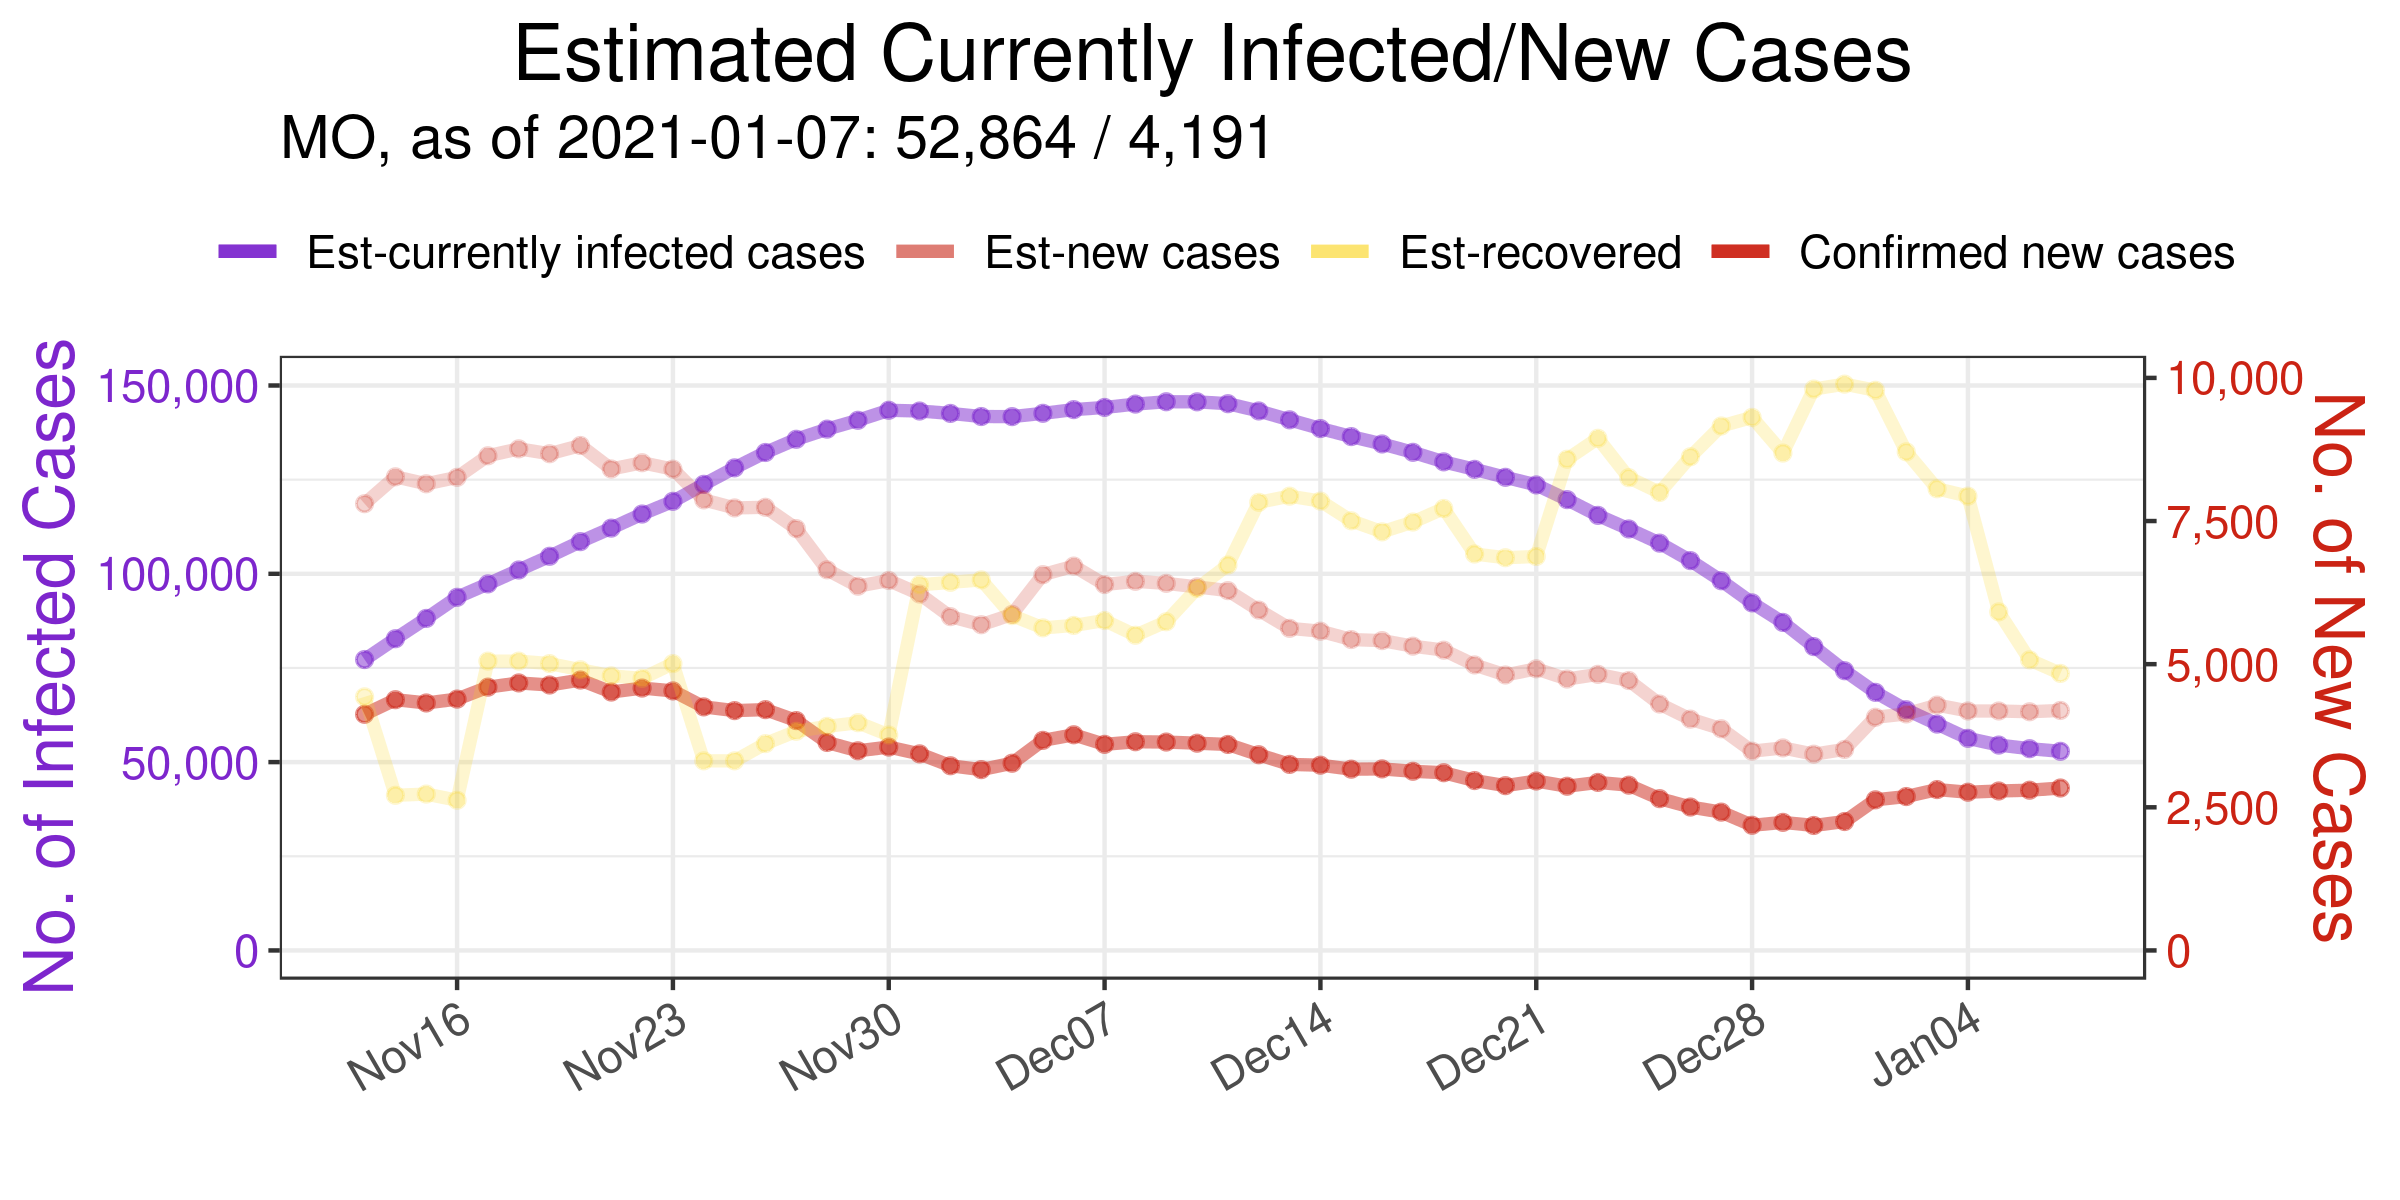 Estimated Currently Infected/New Cases
MO, as of 2021-01-07: 52,864 / 4,191
Est-currently infected cases Est-new cases Est-recovered Confirmed new cases
No. of Infected Cases
150,000
100,000
50,000
0
10,000
7,500
5,000
2,500
0
No. of New Cases
Nov16 Nov23 Nov30 Dec07 Dec14 Dec21 Dec28 Jan04